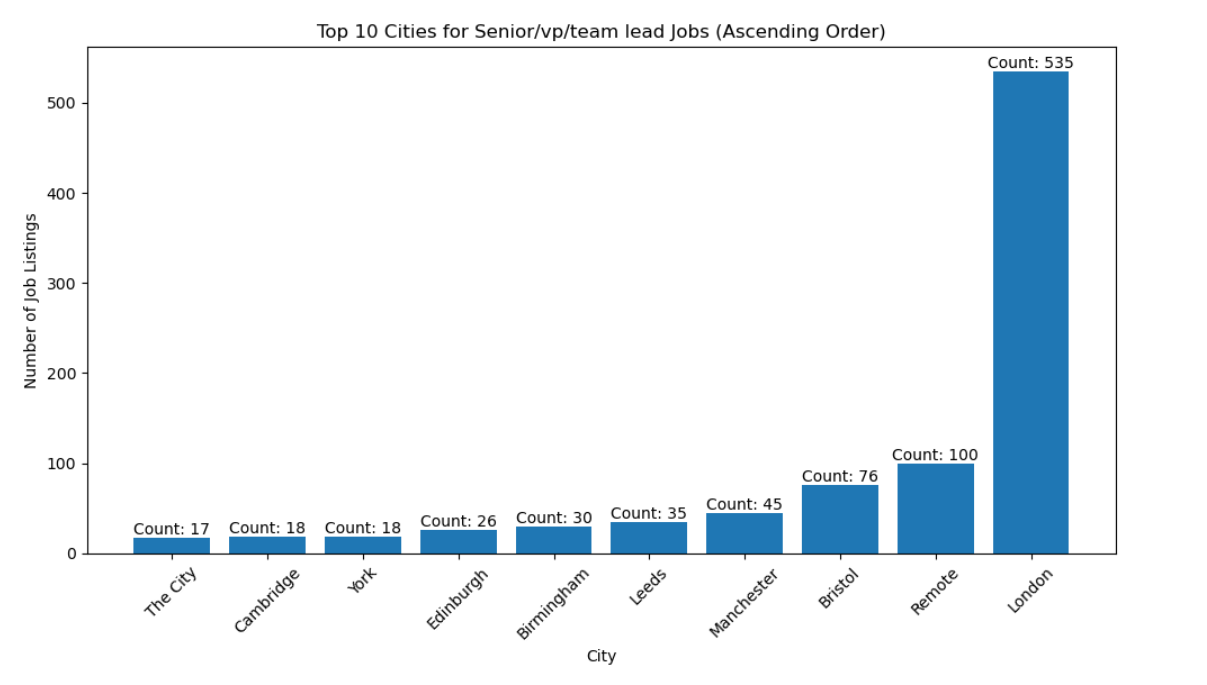 Top 10 Cities for Senior/vp/team lead Jobs (Ascending Order)
Number of Job Listings
500
400
300
200
100
0
Count: 17
Count: 18
Count: 18
Count: 26
Count: 30
Count: 35
Count: 45
Count: 76
Count: 100
Count: 535
The City
Cambridge
York
Edinburgh
Birmingham
Leeds
Manchester
Bristol
Remote
London
City